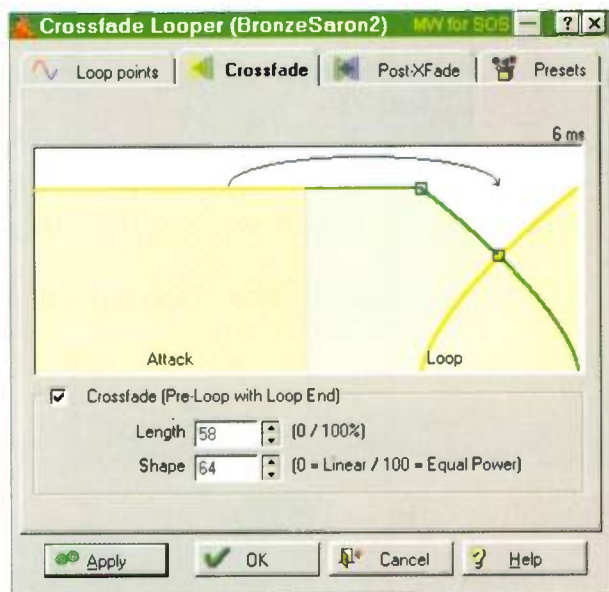 Crossfade Looper (BronzeSaron2) MW for SOS
Loop points Crossfade Post-XFade Presets
6 ms
Attack Loop
Crossfade (Pre-Loop with Loop End)
Length 58 (0 / 100%)
Shape 64 (0 = Linear / 100 = Equal Power)
Apply OK Cancel Help